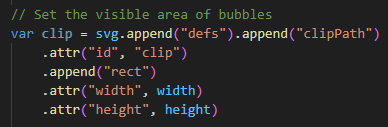 // Set the visible area of bubbles
var clip = svg.append("defs").append("clipPath")
    .attr("id", "clip")
    .append("rect")
    .attr("width", width)
    .attr("height", height)